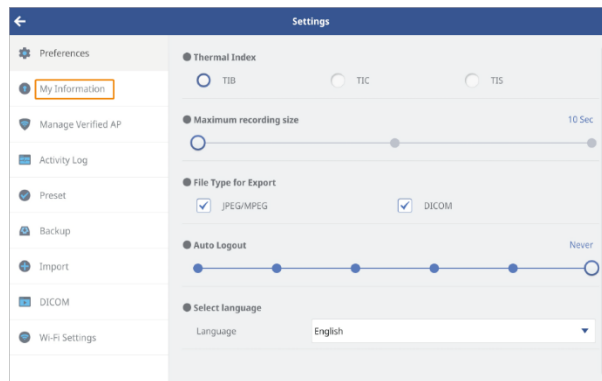 Settings
Preferences
My Information
Manage Verified AP
Activity Log
Preset
Backup
Import
DICOM
Wi-Fi Settings
Thermal Index
TIB TIC TIS
Maximum recording size 10 Sec
File Type for Export
JPEG/MPEG DICOM
Auto Logout Never
Select language
Language English